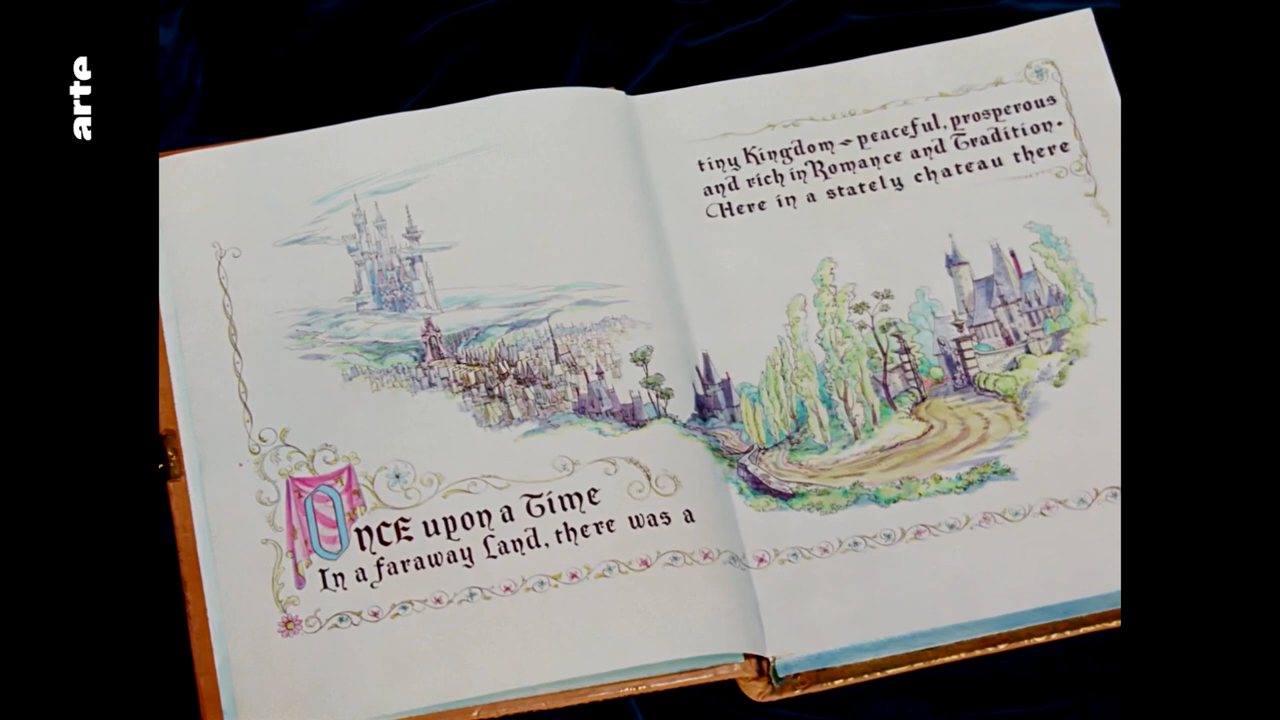 arte
Once upon a Time
In a faraway Land, there was a
tiny Kingdom - peaceful, prosperous
and rich in Romance and Tradition.
Here in a stately chateau there